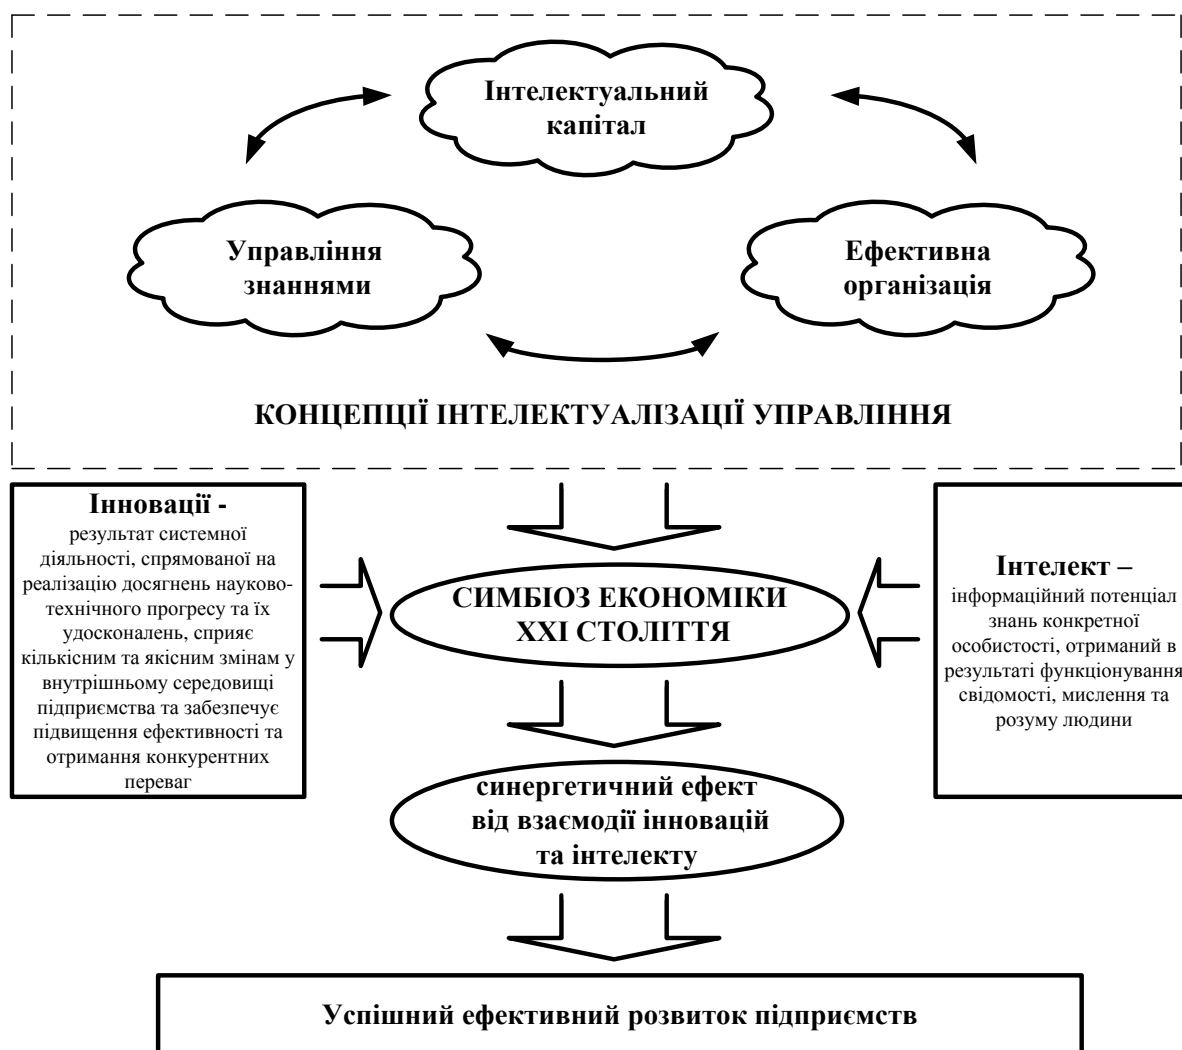 Інтелектуальний
капітал
Управління
знаннями
Ефективна
організація
КОНЦЕПЦІЇ ІНТЕЛЕКТУАЛІЗАЦІЇ УПРАВЛІННЯ
Інновації -
результат системної
діяльності, спрямованої на
реалізацію досягнень науково-
технічного прогресу та їх
удосконалень, сприяє
кількісним та якісним змінам у
внутрішньому середовищі
підприємства та забезпечує
підвищення ефективності та
отримання конкурентних
переваг
СИМБІОЗ ЕКОНОМІКИ
ХХІ СТОЛІТТЯ
Інтелект –
інформаційний потенціал
знань конкретної
особистості, отриманий в
результаті функціонування
свідомості, мислення та
розуму людини
синергетичний ефект
від взаємодії інновацій
та інтелекту
Успішний ефективний розвиток підприємств